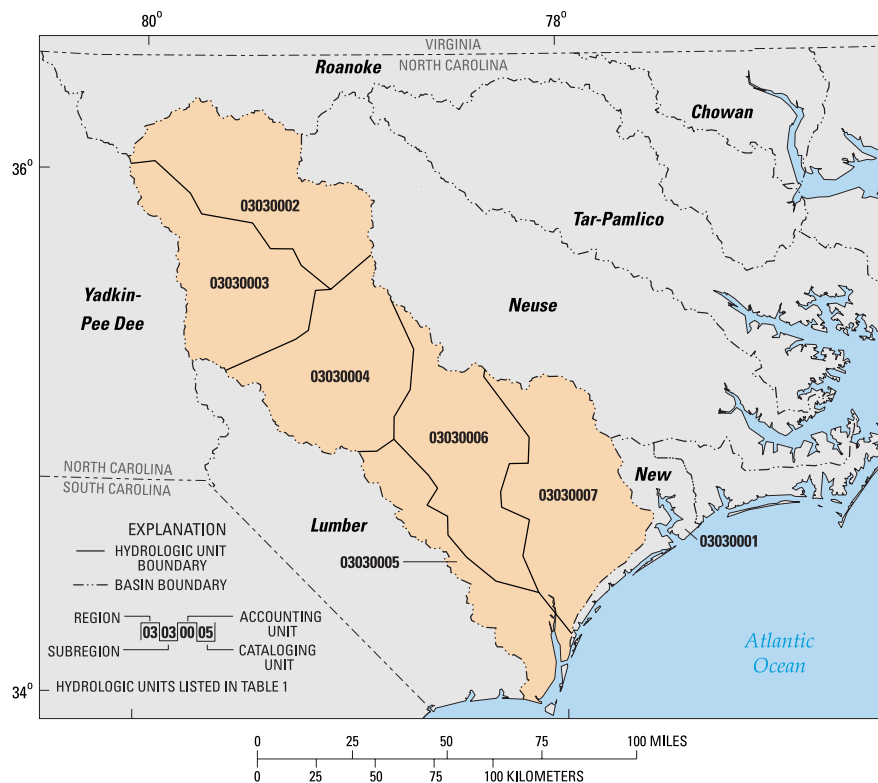 80°
78°
VIRGINIA
NORTH CAROLINA
Roanoke
Chowan
36°
03030002
Tar-Pamlico
03030003
Yadkin-
Pee Dee
Neuse
03030004
03030006
NORTH CAROLINA
SOUTH CAROLINA
New
03030007
Lumber
03030001
03030005
EXPLANATION
HYDROLOGIC UNIT
BOUNDARY
BASIN BOUNDARY
REGION
ACCOUNTING
UNIT
03 03 00 05
SUBREGION
CATALOGING
UNIT
HYDROLOGIC UNITS LISTED IN TABLE 1
Atlantic
Ocean
34°
0 25 50 75 100 MILES
0 25 50 75 100 KILOMETERS